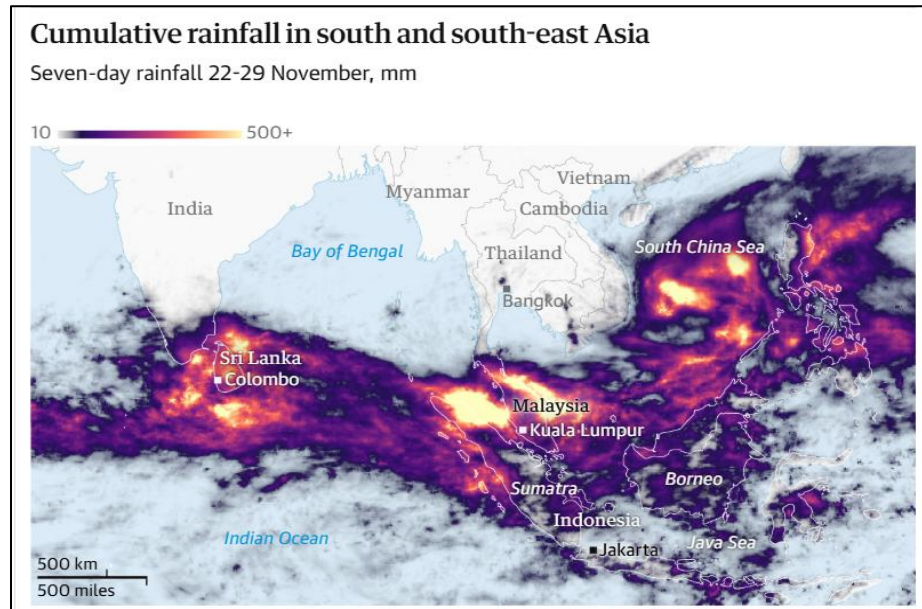 Cumulative rainfall in south and south-east Asia
Seven-day rainfall 22-29 November, mm
10 500+
India
Myanmar
Vietnam
Cambodia
Bay of Bengal
Thailand
South China Sea
Bangkok
Sri Lanka
Colombo
Malaysia
Kuala Lumpur
Sumatra
Borneo
Indonesia
Indian Ocean
Java Sea
Jakarta
500 km
500 miles